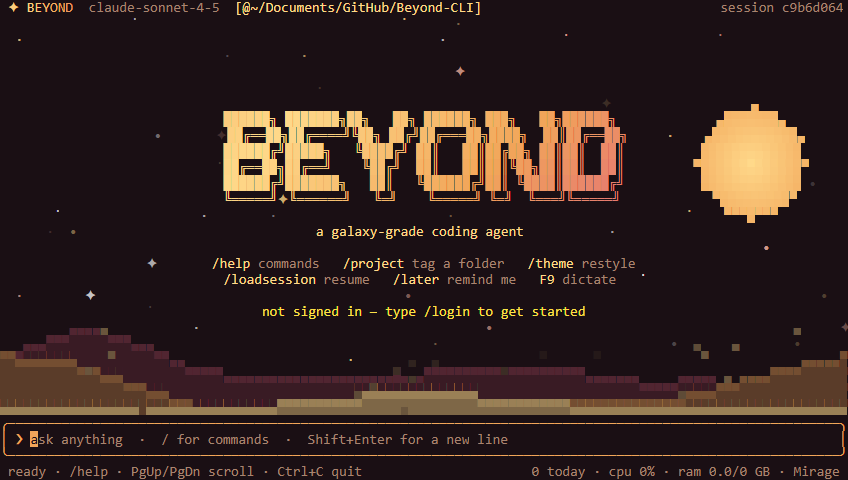 ✦ BEYOND claude-sonnet-4-5 [@~/Documents/GitHub/Beyond-CLI] session c9b6d064
BEYOND
a galaxy-grade coding agent
/help commands /project tag a folder /theme restyle
/loadsession resume /later remind me F9 dictate
not signed in — type /login to get started
❯ ask anything · / for commands · Shift+Enter for a new line
ready · /help · PgUp/PgDn scroll · Ctrl+C quit 0 today · cpu 0% · ram 0.0/0 GB · Mirage